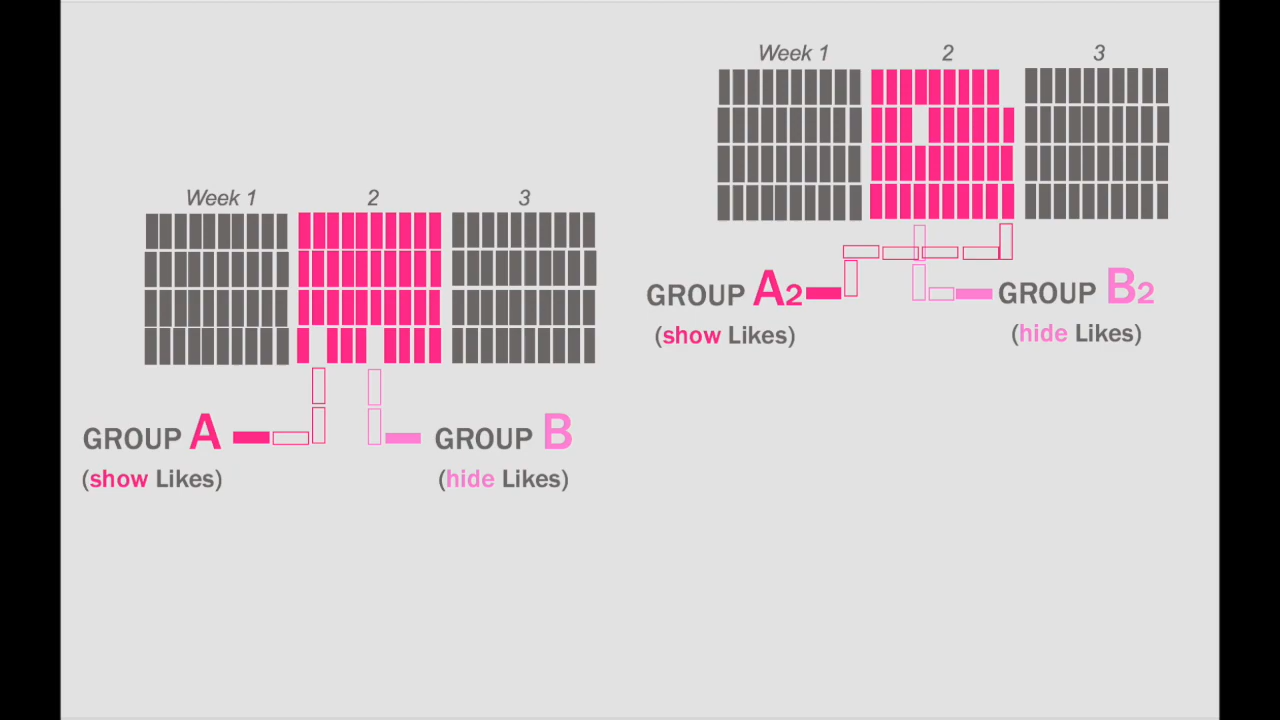 Week 1 2 3
GROUP A
(show Likes)
GROUP B
(hide Likes)
Week 1 2 3
GROUP A2
(show Likes)
GROUP B2
(hide Likes)